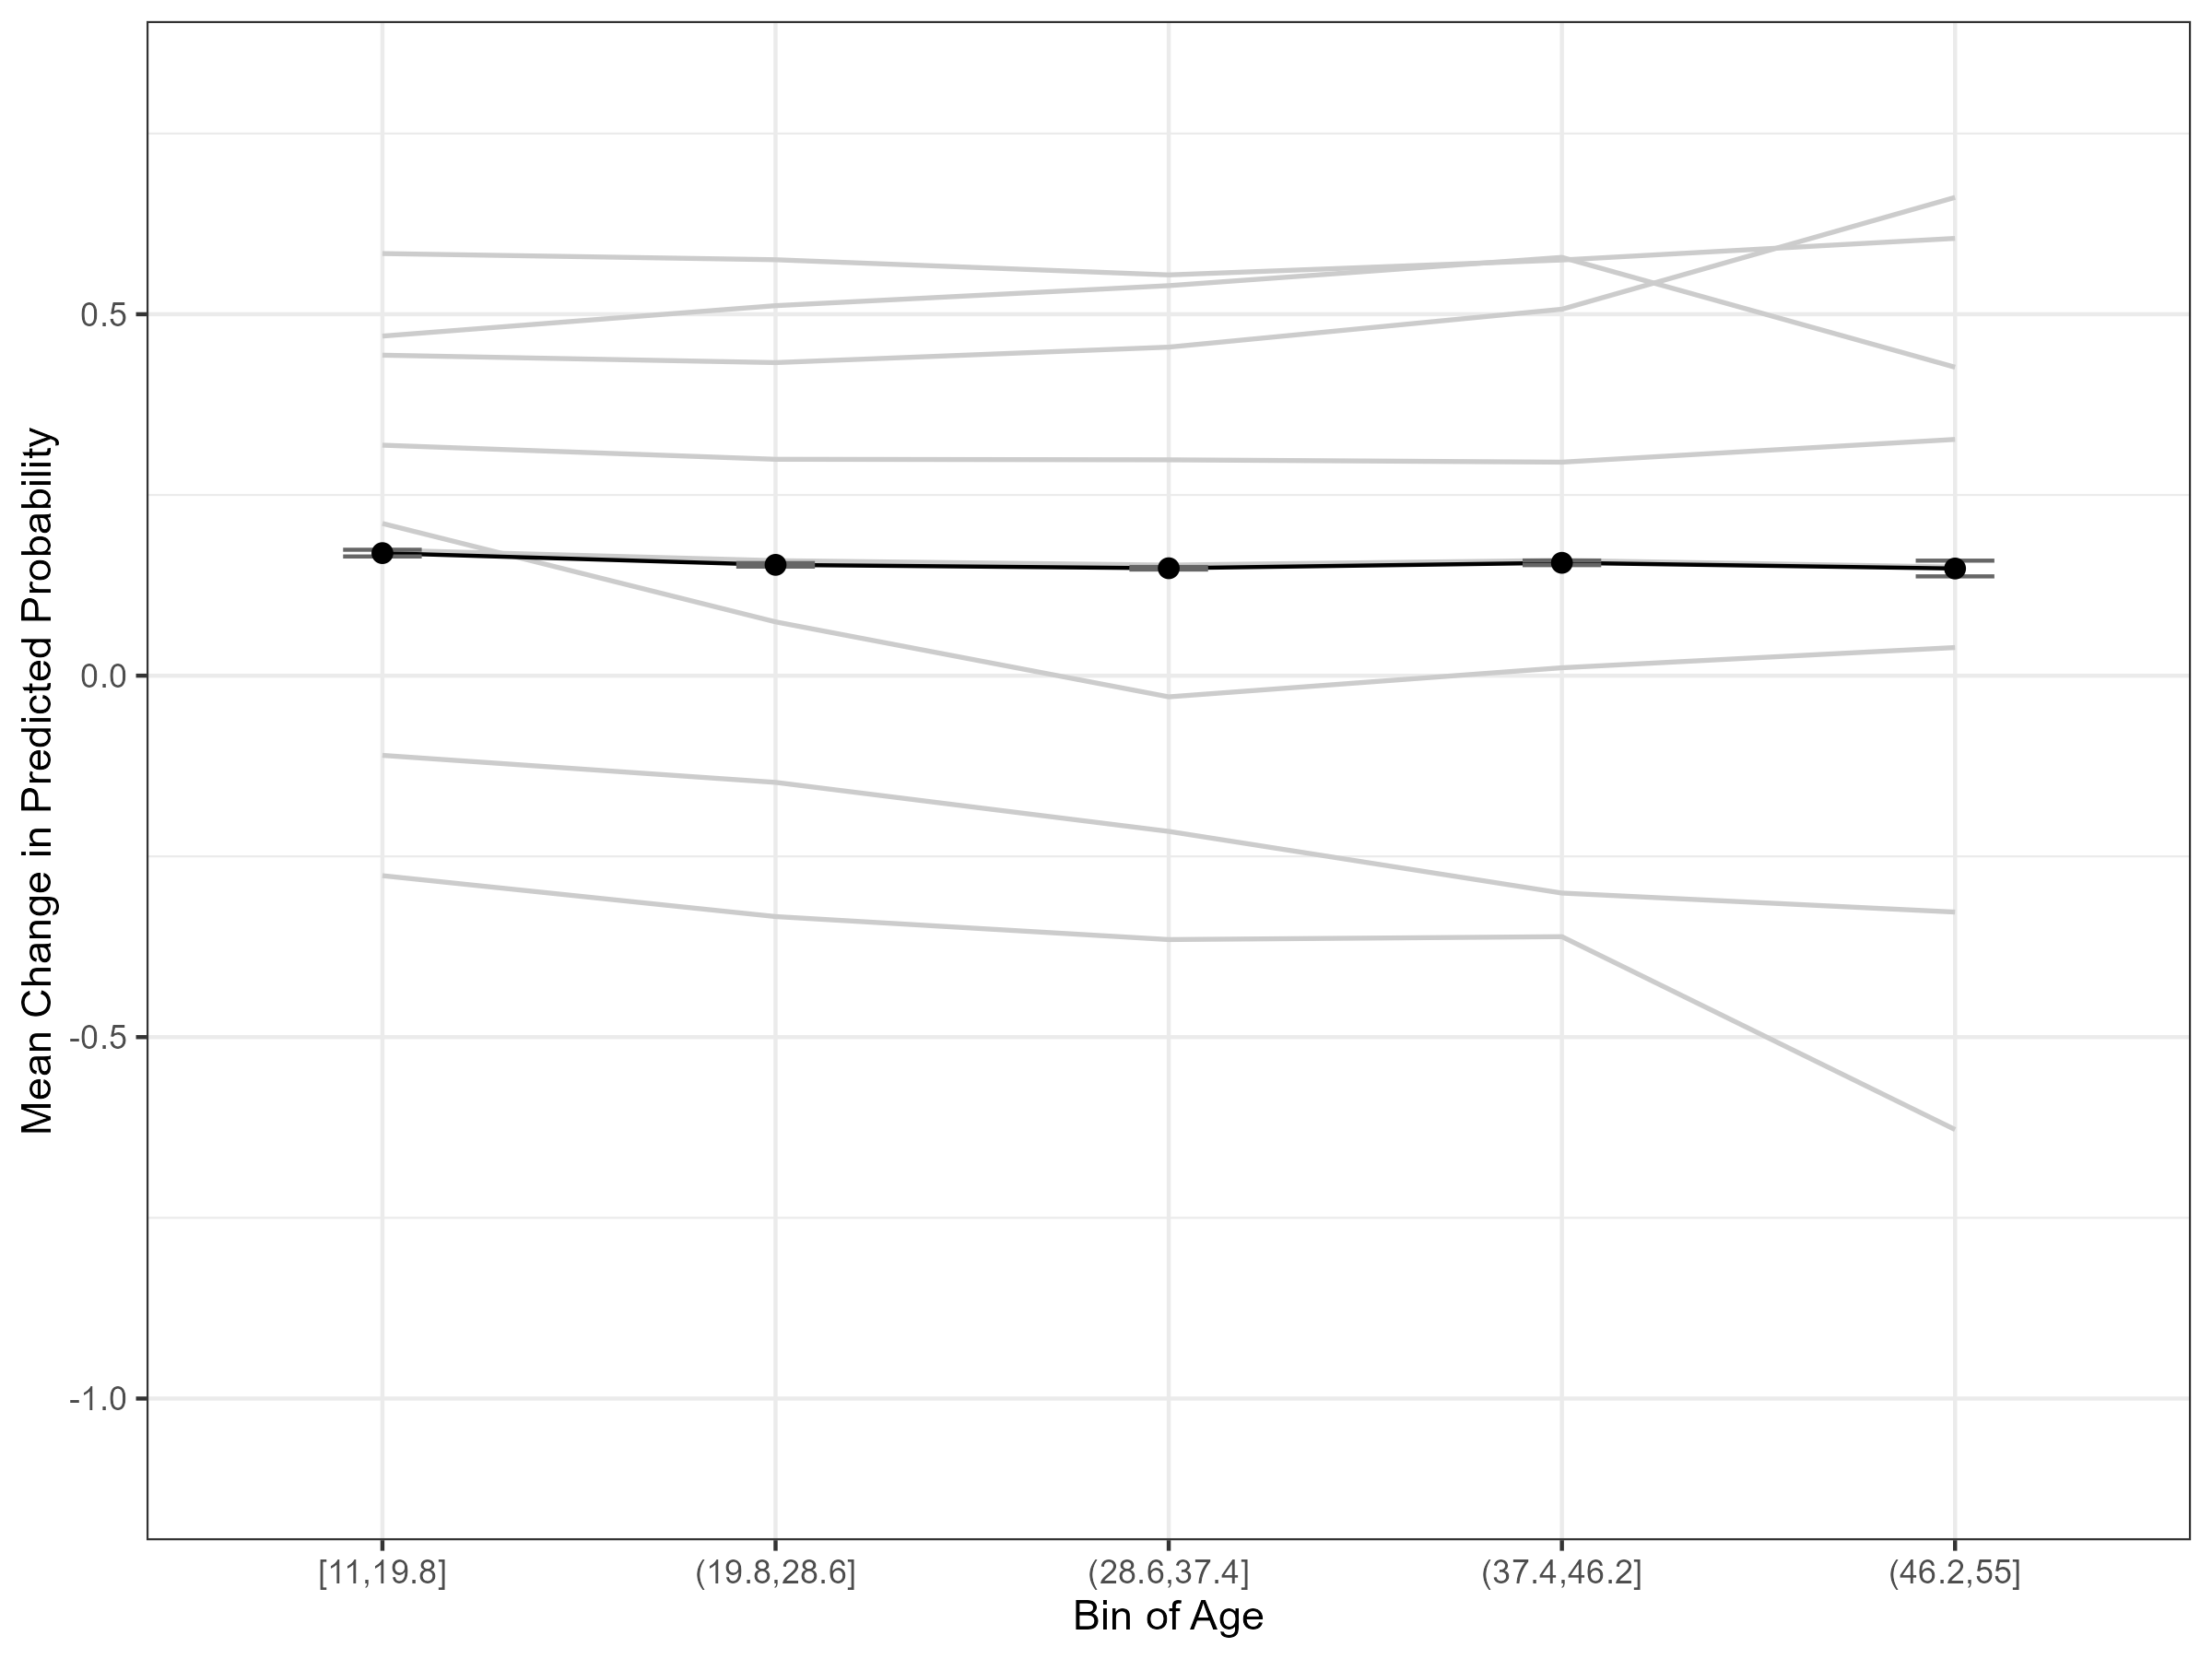 Mean Change in Predicted Probability
0.5
0.0
-0.5
-1.0
[11,19.8] (19.8,28.6] (28.6,37.4] (37.4,46.2] (46.2,55]
Bin of Age